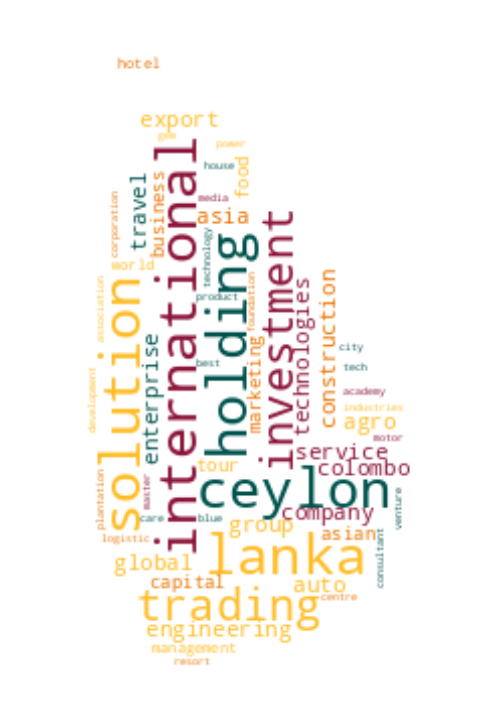 hotel
export
gem
power
house
food
travel
business
international
media
corporation
asia
investment
holding
technology
world
association
solution
product
foundation
technologies
construction
enterprise
marketing
city
best
tech
development
academy
industries
agro
motor
service
tour
colombo
ceylon
plantation
master
care
blue
company
venture
group
logistic
asian
lanka
consultant
global
capital
auto
trading
centre
engineering
management
resort